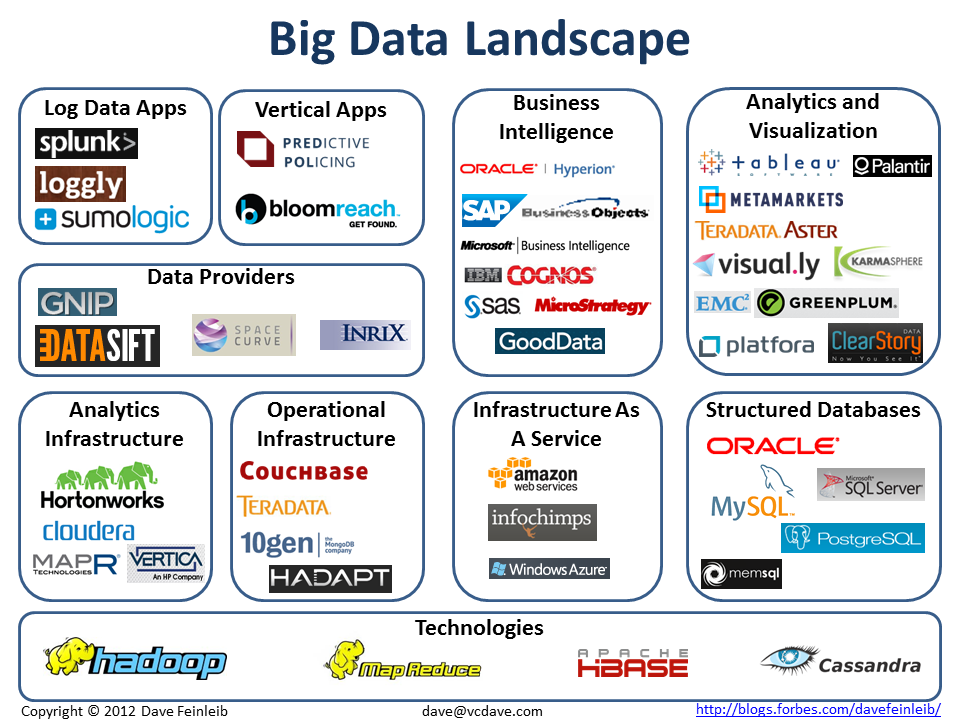 Big Data Landscape
Log Data Apps
splunk>
loggly
sumologic
Vertical Apps
PREDICTIVE
POLICING
bloomreach
GET FOUND.
Business
Intelligence
ORACLE | Hyperion
SAP Business Objects
Microsoft | Business Intelligence
IBM COGNOS
sas MicroStrategy
GoodData
Analytics and
Visualization
+ableau
SOFTWARE
Palantir
METAMARKETS
TERADATA ASTER
visual.ly
KARMASPHERE
EMC² GREENPLUM.
platfora
DATA
ClearStory
Now You See It
Data Providers
GNIP
DATASIFT
SPACE
CURVE
INRIX
Analytics
Infrastructure
Hortonworks
cloudera
MAPR
TECHNOLOGIES
VERTICA
An HP Company
Operational
Infrastructure
COUCHBASE
TERADATA
10gen | the MongoDB company
HADAPT
Infrastructure As
A Service
amazon
web services
infochimps
Windows Azure
Structured Databases
ORACLE
MySQL
Microsoft
SQL Server
PostgreSQL
memsql
Technologies
hadoop
Map Reduce
APACHE
HBASE
Cassandra
Copyright © 2012 Dave Feinleib
dave@vcdave.com
http://blogs.forbes.com/davefeinleib/